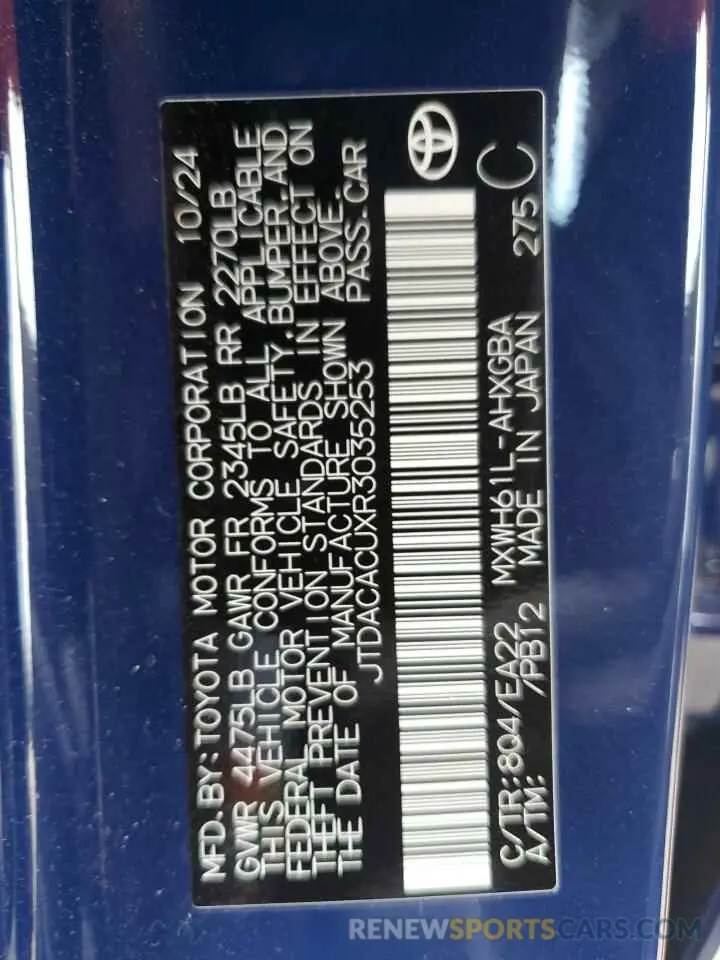 MFD. BY: TOYOTA MOTOR CORPORATION 10/24
GVWR 4475LB GAWR FR 2345LB RR 2270LB
THIS VEHICLE CONFORMS TO ALL APPLICABLE
FEDERAL MOTOR VEHICLE SAFETY, BUMPER, AND
THEFT PREVENTION STANDARDS IN EFFECT ON
THE DATE OF MANUFACTURE SHOWN ABOVE.
JTDACACUXR3035253 PASS. CAR
C/TR: 8Q4/EA22 MXWH61L-AHXGBA
A/TM: /PB12 MADE IN JAPAN 275 C
RENEWSPORTSCARS.COM